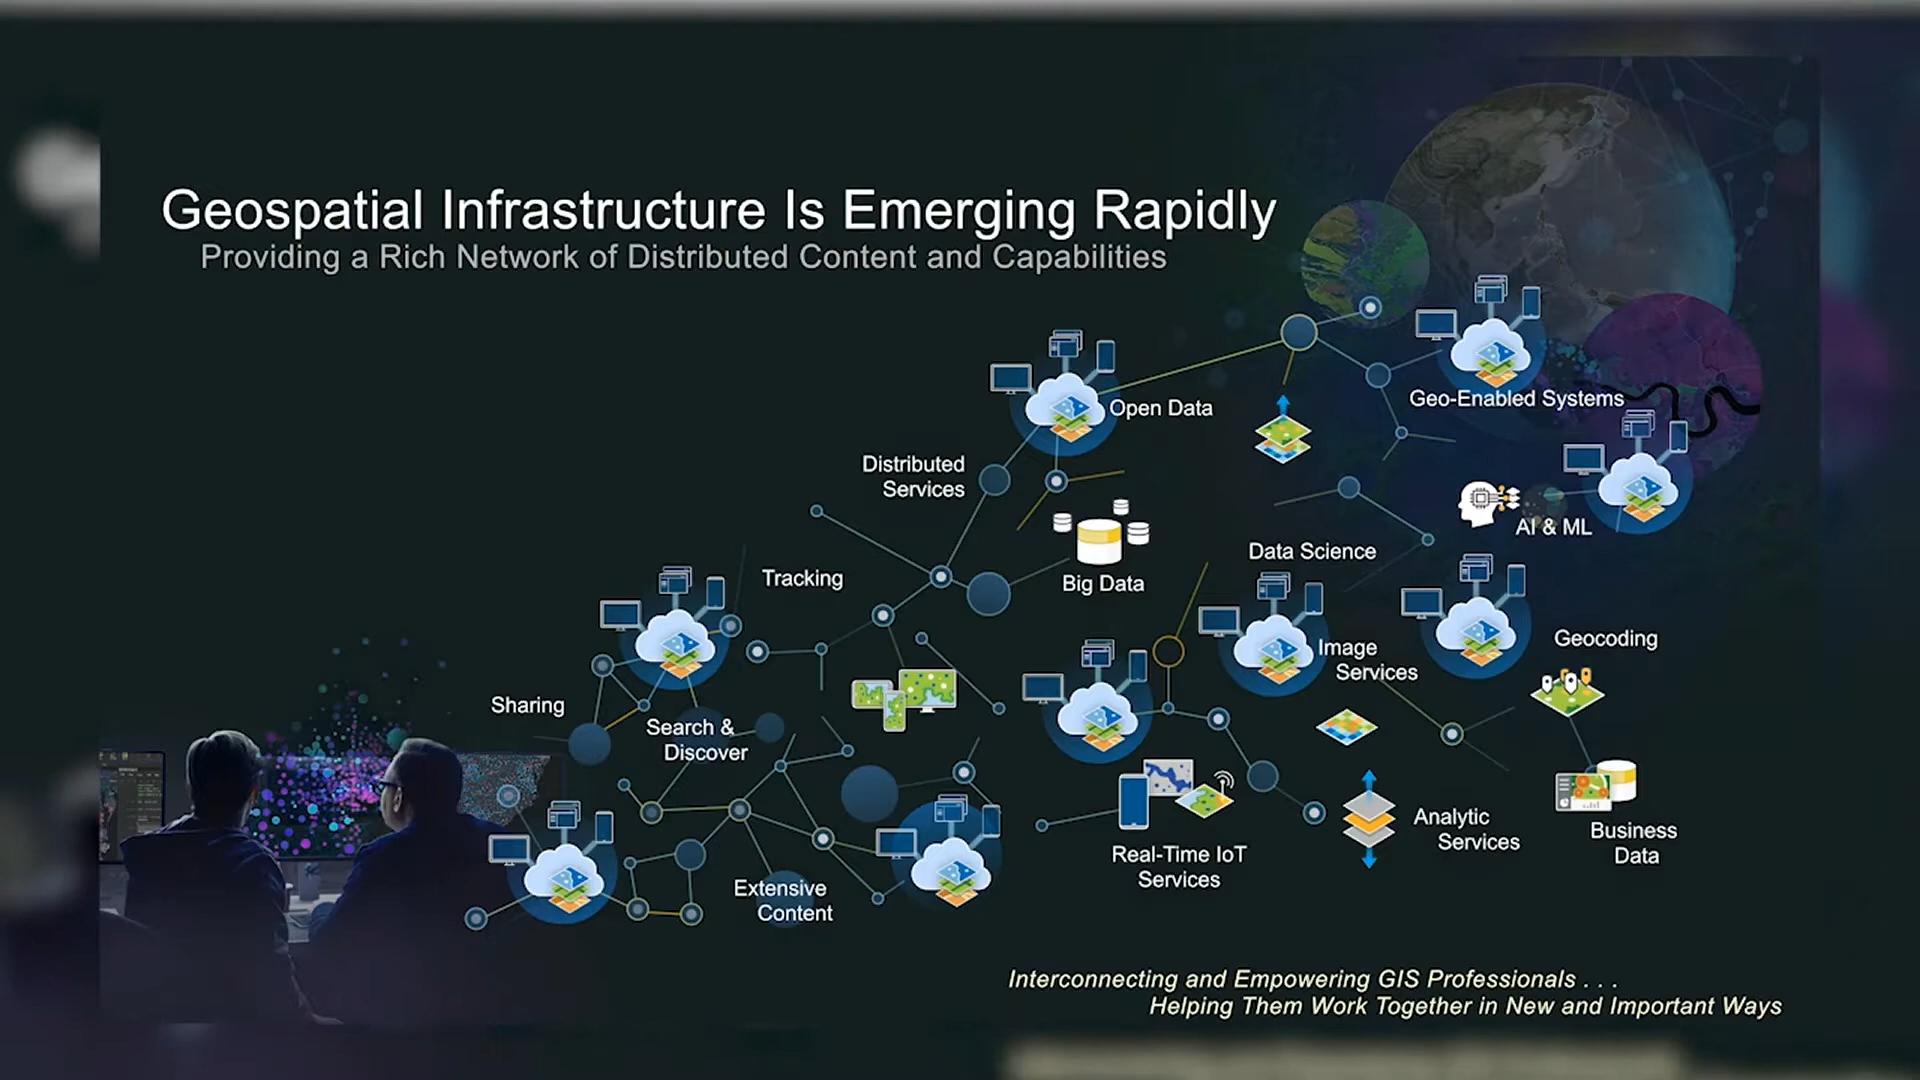 Geospatial Infrastructure Is Emerging Rapidly
Providing a Rich Network of Distributed Content and Capabilities
Geo-Enabled Systems
Open Data
Distributed
Services
AI & ML
Data Science
Tracking
Big Data
Image
Services
Geocoding
Sharing
Search &
Discover
Analytic
Services
Business
Data
Real-Time IoT
Services
Extensive
Content
Interconnecting and Empowering GIS Professionals . . .
Helping Them Work Together in New and Important Ways